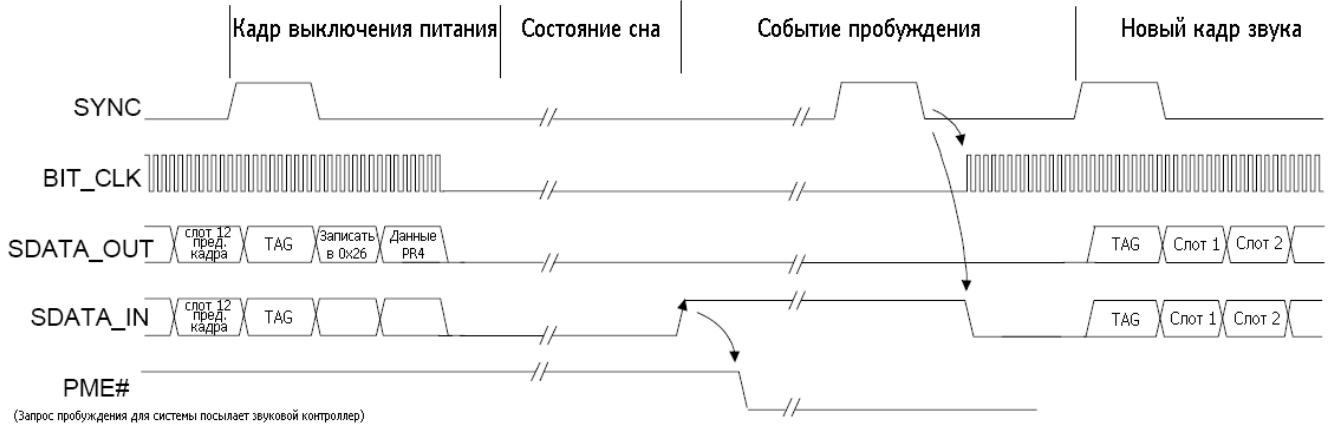 Кадр выключения питания Состояние сна Событие пробуждения Новый кадр звука
SYNC
BIT_CLK
SDATA_OUT слот 12 пред. кадра TAG Записать в 0x26 Данные PR4 TAG Слот 1 Слот 2
SDATA_IN слот 12 пред. кадра TAG TAG Слот 1 Слот 2
PME#
(Запрос пробуждения для системы посылает звуковой контроллер)